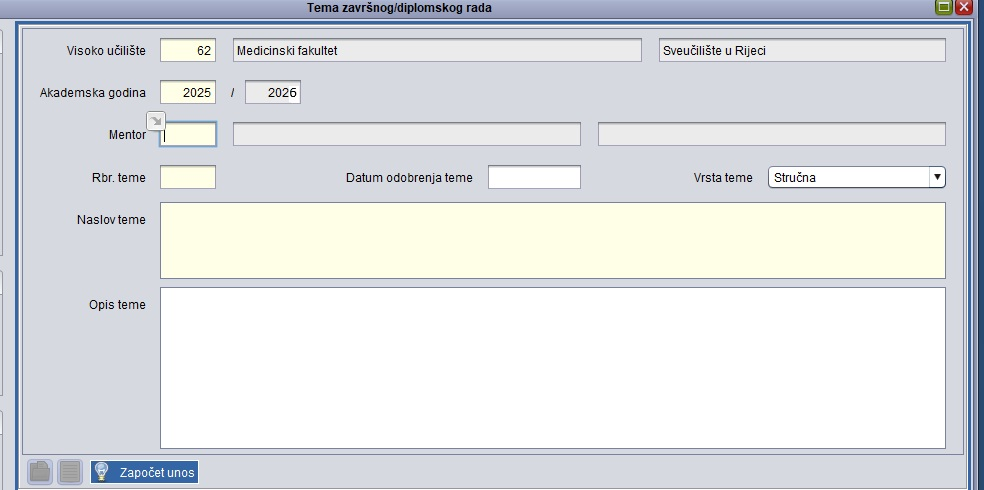 Tema završnog/diplomskog rada
Visoko učilište 62 Medicinski fakultet Sveučilište u Rijeci
Akademska godina 2025 / 2026
Mentor
Rbr. teme Datum odobrenja teme Vrsta teme Stručna
Naslov teme
Opis teme
Započet unos